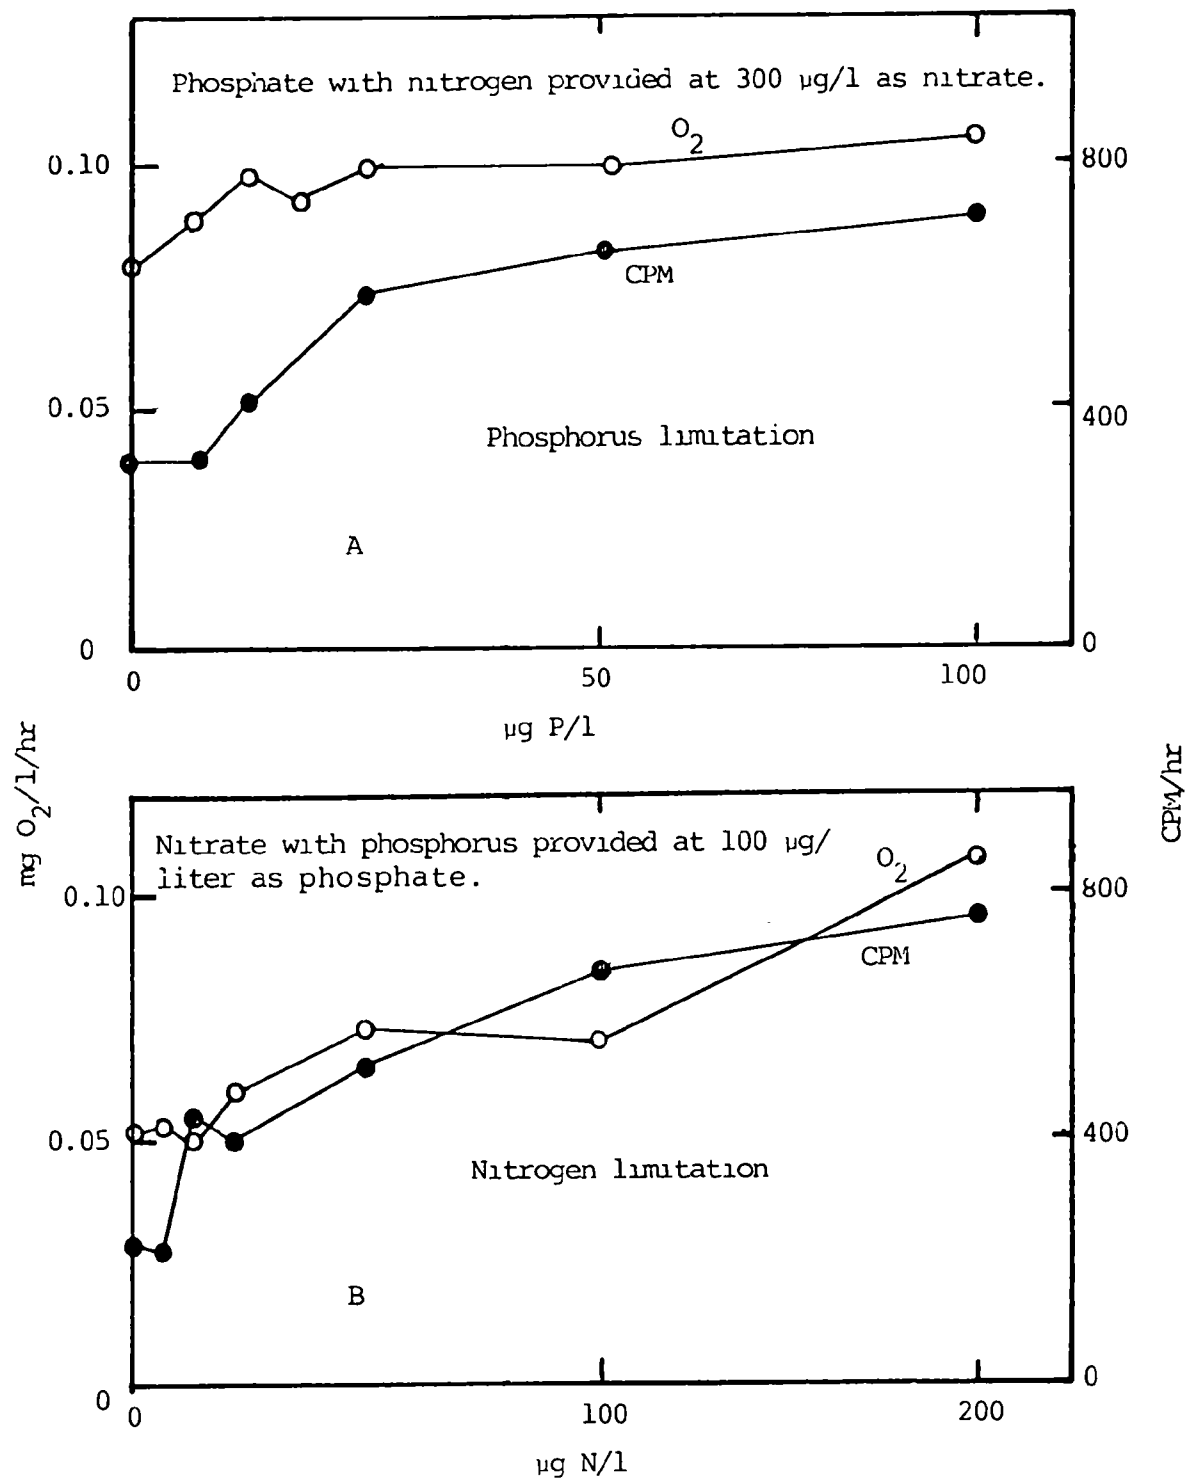 Phosphate with nitrogen provided at 300 µg/l as nitrate.
O2
0.10
800
CPM
0.05
400
Phosphorus limitation
A
0
0
0
50
100
µg P/l
mg O2/l/hr
CPM/hr
Nitrate with phosphorus provided at 100 µg/
liter as phosphate.
O2
0.10
800
CPM
0.05
400
Nitrogen limitation
B
0
0
0
100
200
µg N/l